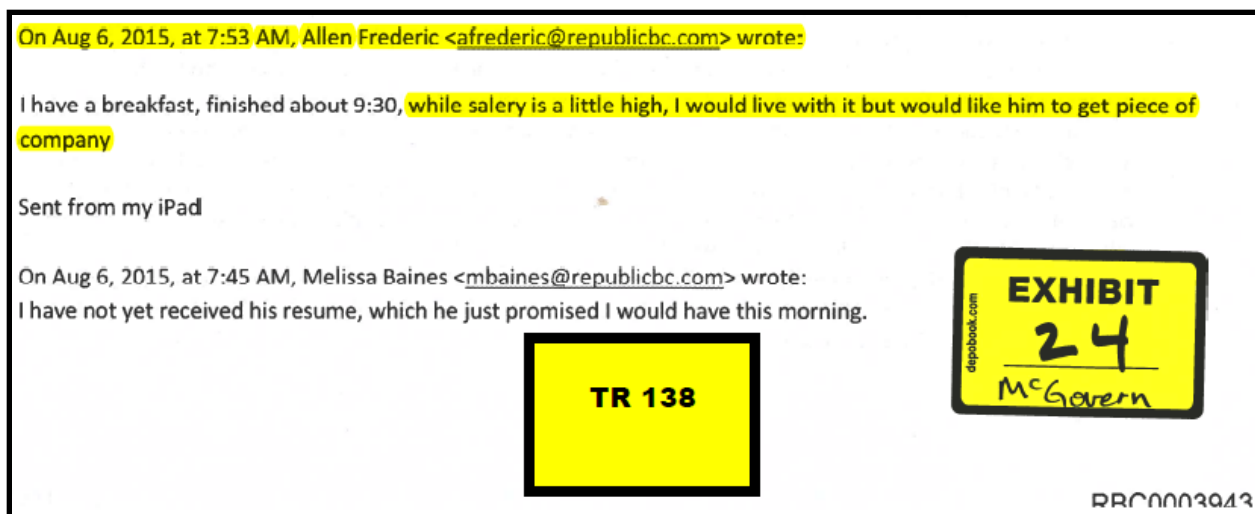 On Aug 6, 2015, at 7:53 AM, Allen Frederic <afrederic@republicbc.com> wrote:
I have a breakfast, finished about 9:30, while salery is a little high, I would live with it but would like him to get piece of
company
Sent from my iPad
On Aug 6, 2015, at 7:45 AM, Melissa Baines <mbaines@republicbc.com> wrote:
I have not yet received his resume, which he just promised I would have this morning.
TR 138
depobook.com
EXHIBIT
24
McGovern
RBC0003943